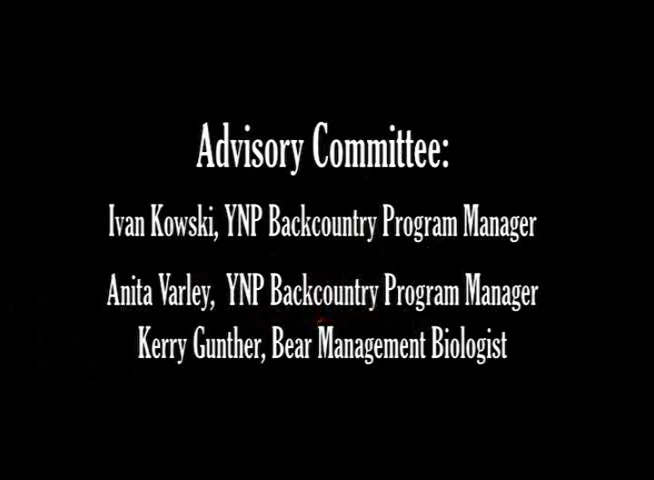 Advisory Committee:
Ivan Kowski, YNP Backcountry Program Manager
Anita Varley, YNP Backcountry Program Manager
Kerry Gunther, Bear Management Biologist